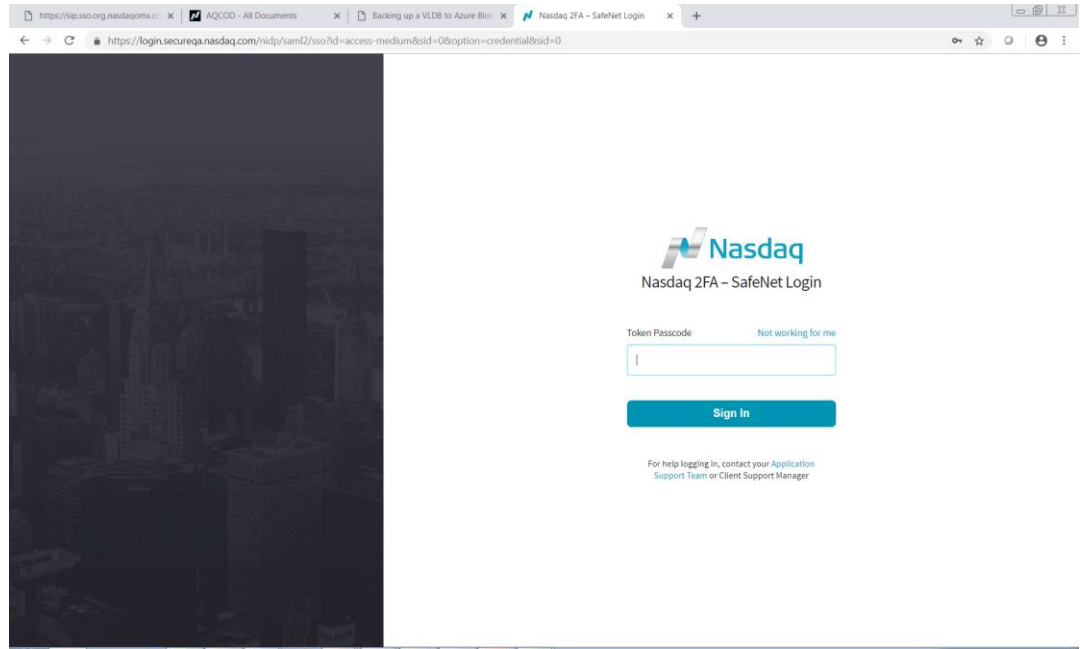 https://sip.sso.org.nasdaqomx.co
AQCOD - All Documents
Backing up a VLDB to Azure Blob
Nasdaq 2FA – SafeNet Login
https://login.secureqa.nasdaq.com/nidp/saml2/sso?id=access-medium&sid=0&option=credential&sid=0
Nasdaq
Nasdaq 2FA – SafeNet Login
Token Passcode
Not working for me
Sign In
For help logging in, contact your Application
Support Team or Client Support Manager